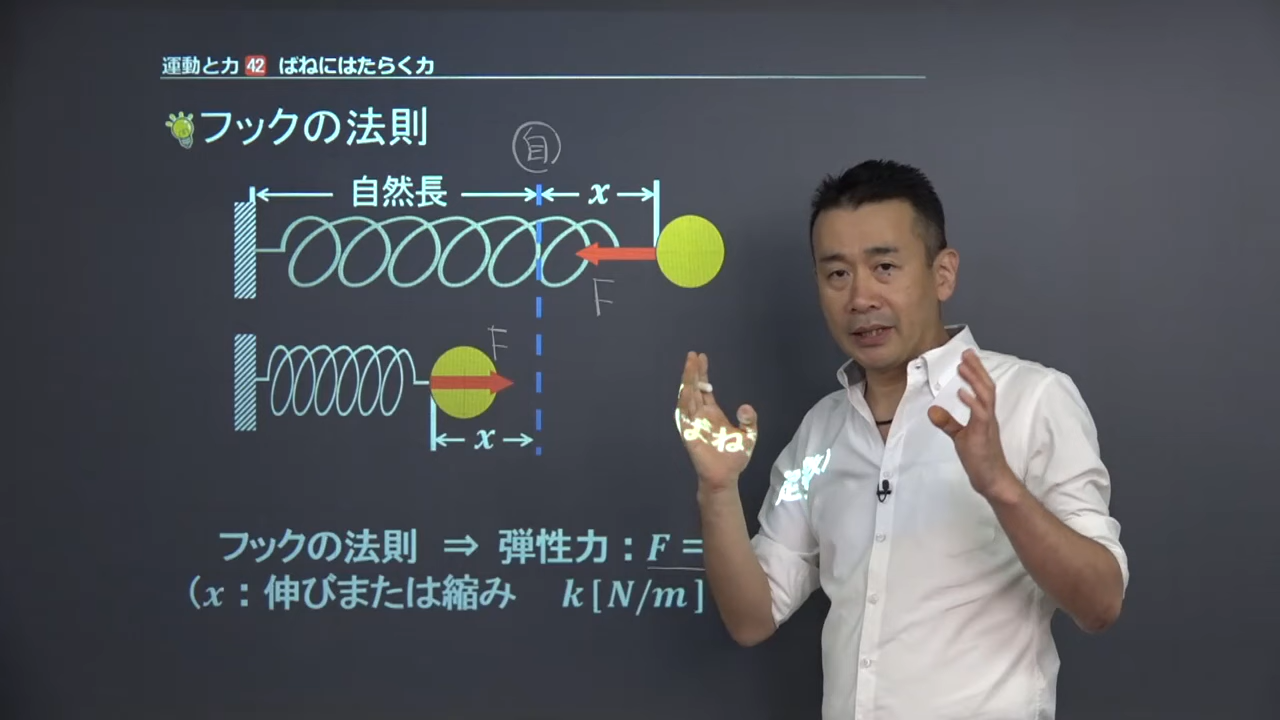 運動と力 42 ばねにはたらく力
フックの法則
自
自然長 x
F
F
x
フックの法則 ⇒ 弾性力：F =
(x：伸びまたは縮み k[N/m]
ばね